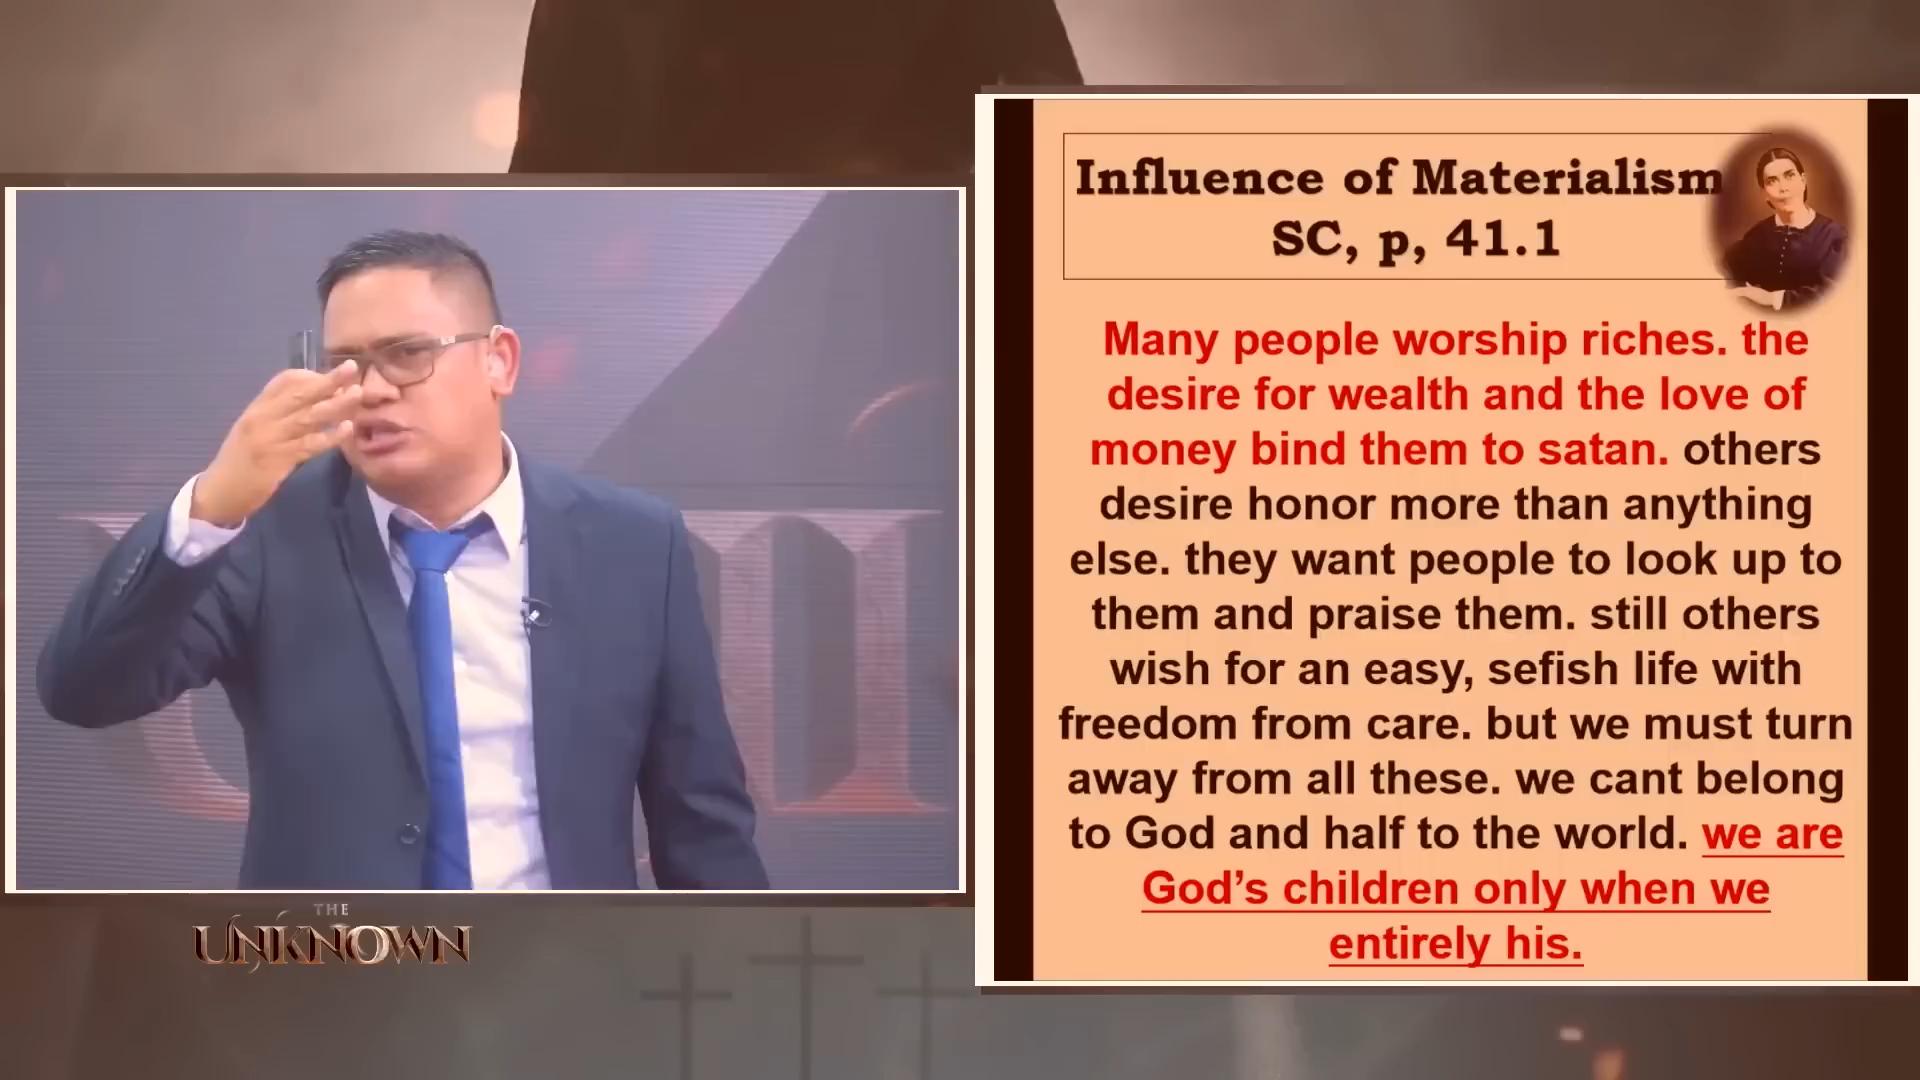 Influence of Materialism
SC, p, 41.1
Many people worship riches. the
desire for wealth and the love of
money bind them to satan. others
desire honor more than anything
else. they want people to look up to
them and praise them. still others
wish for an easy, sefish life with
freedom from care. but we must turn
away from all these. we cant belong
to God and half to the world. we are
God’s children only when we
entirely his.
THE
UNKNOWN